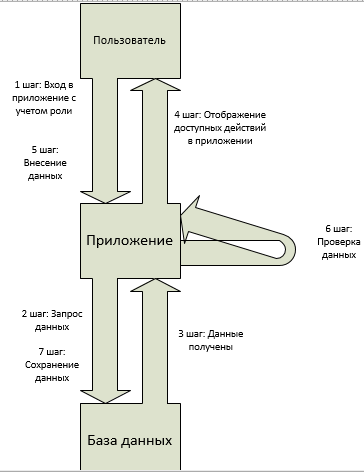 Пользователь
1 шаг: Вход в
приложение с
учетом роли
4 шаг: Отображение
доступных действий
в приложении
5 шаг:
Внесение
данных
Приложение
6 шаг:
Проверка
данных
2 шаг: Запрос
данных
3 шаг: Данные
получены
7 шаг:
Сохранение
данных
База данных